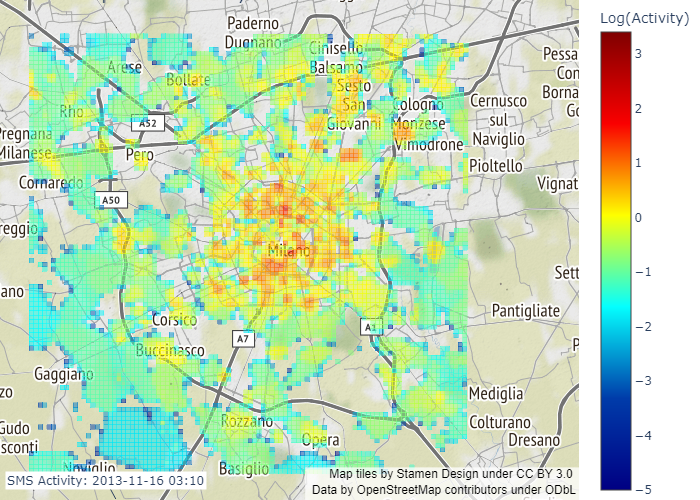 Log(Activity)
Paderno
Dugnano
Cinisello
Balsamo
Arese
Bollate
Sesto
San
Giovanni
Cologno
Monzese
Cernusco
sul
Naviglio
Pessa
Con
Borna
Go
Rho
A52
Pregnana
Milanese
Pero
Vimodrone
Pioltello
Cornaredo
A50
Vignat
reggio
Milano
Sett
ano
Corsico
A7
A1
Pantigliate
P
Buccinasco
Gaggiano
zo
Mediglia
Gudo
sconti
Rozzano
Opera
Colturano
Dresano
Noviglio
Basiglio
SMS Activity: 2013-11-16 03:10
Map tiles by Stamen Design under CC BY 3.0
Data by OpenStreetMap contributors under ODbL
3
2
1
0
−1
−2
−3
−4
−5